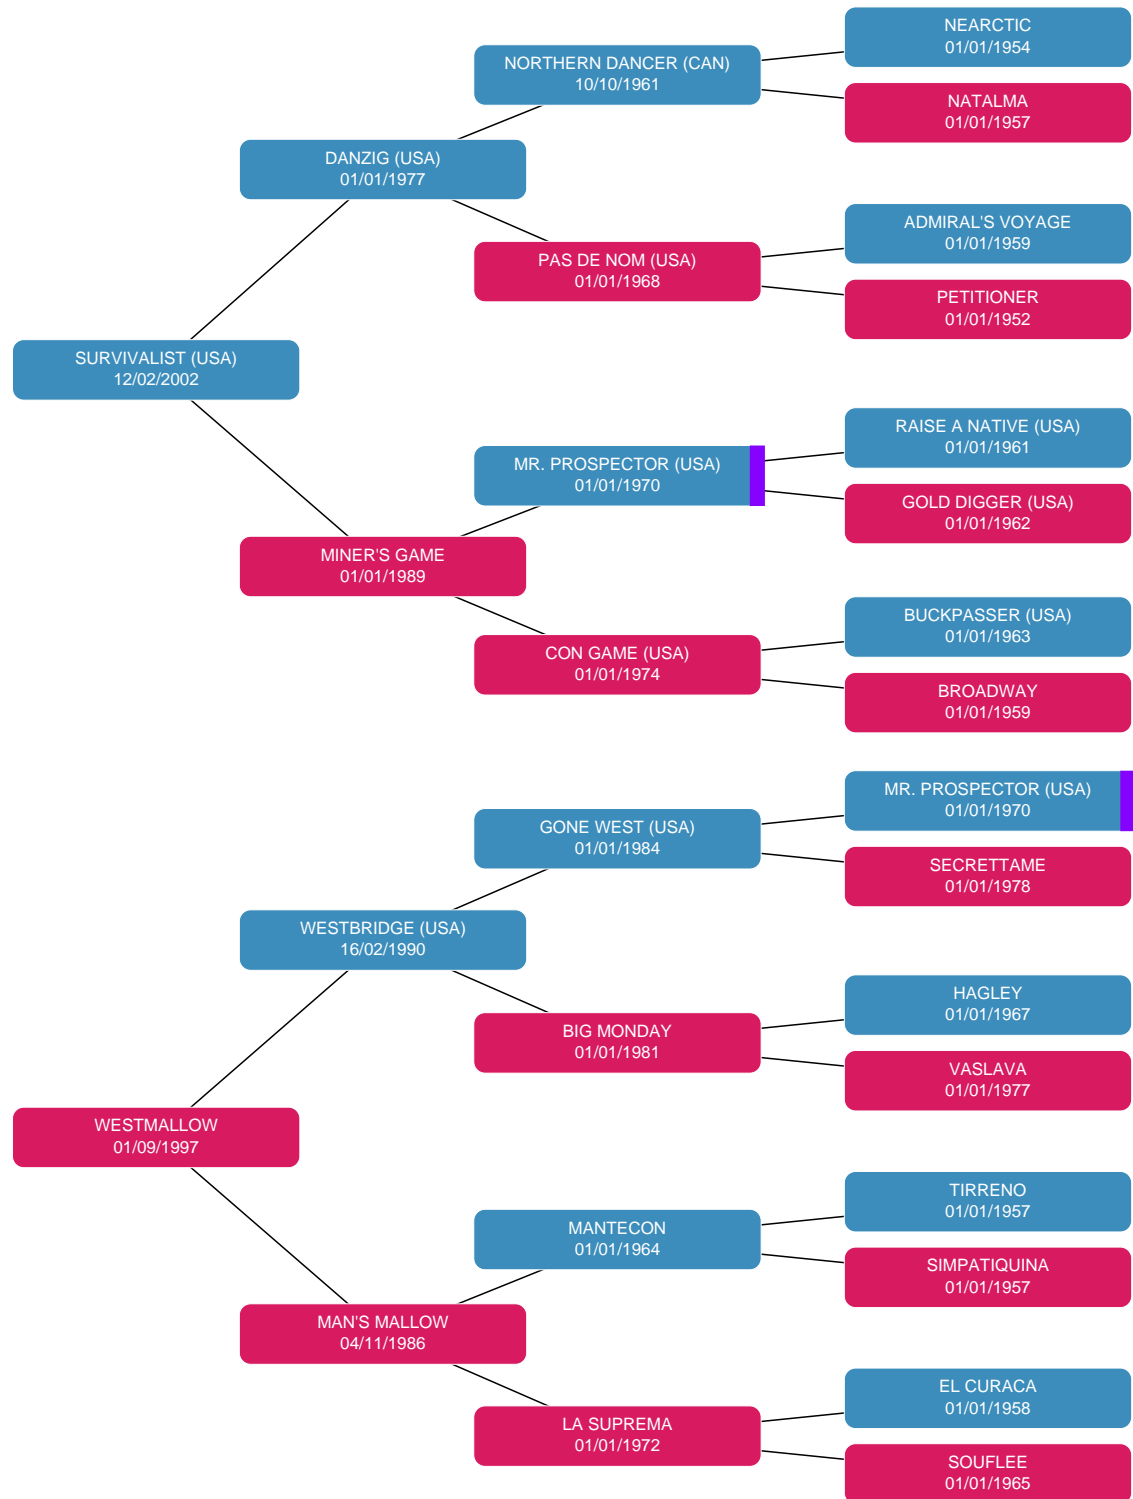 NEARCTIC
01/01/1954
NORTHERN DANCER (CAN)
10/10/1961
NATALMA
01/01/1957
DANZIG (USA)
01/01/1977
ADMIRAL'S VOYAGE
01/01/1959
PAS DE NOM (USA)
01/01/1968
PETITIONER
01/01/1952
SURVIVALIST (USA)
12/02/2002
RAISE A NATIVE (USA)
01/01/1961
MR. PROSPECTOR (USA)
01/01/1970
GOLD DIGGER (USA)
01/01/1962
MINER'S GAME
01/01/1989
BUCKPASSER (USA)
01/01/1963
CON GAME (USA)
01/01/1974
BROADWAY
01/01/1959
MR. PROSPECTOR (USA)
01/01/1970
GONE WEST (USA)
01/01/1984
SECRETTAME
01/01/1978
WESTBRIDGE (USA)
16/02/1990
HAGLEY
01/01/1967
BIG MONDAY
01/01/1981
VASLAVA
01/01/1977
WESTMALLOW
01/09/1997
TIRRENO
01/01/1957
MANTECON
01/01/1964
SIMPATIQUINA
01/01/1957
MAN'S MALLOW
04/11/1986
EL CURACA
01/01/1958
LA SUPREMA
01/01/1972
SOUFLEE
01/01/1965